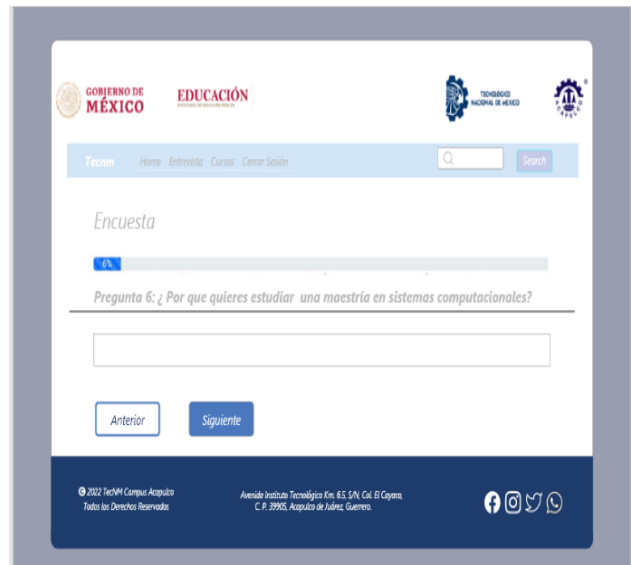 GOBIERNO DE
MÉXICO
EDUCACIÓN
TECNOLOGICO
NACIONAL DE MÉXICO
ACAPULCO
Tecnm Home Entrevista Cursos Cerrar Sesión Search
Encuesta
6%
Pregunta 6: ¿ Por que quieres estudiar una maestría en sistemas computacionales?
Anterior Siguiente
© 2022 TecNM Campus Acapulco
Todos los Derechos Reservados
Avenida Instituto Tecnológico Km. 6.5, S/N, Col. El Cayaco,
C. P. 39905, Acapulco de Juárez, Guerrero.